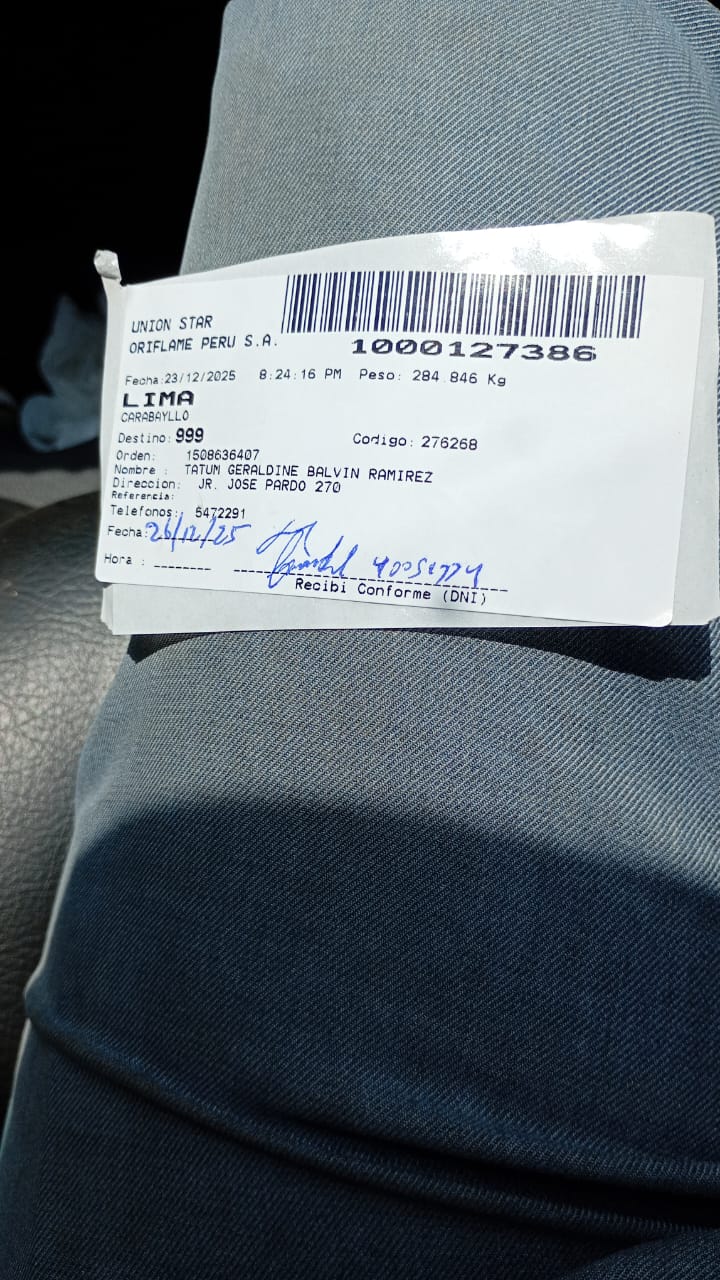 UNION STAR
ORIFLAME PERU S.A.
1000127386
Fecha:23/12/2025 8:24:16 PM Peso: 284.846 Kg
LIMA
CARABAYLLO
Destino: 999 Codigo: 276268
Orden: 1508636407
Nombre : TATUM GERALDINE BALVIN RAMIREZ
Direccion: JR. JOSE PARDO 270
Referencia:
Telefonos: 5472291
Fecha: 26/12/25
Hora :
Recibi Conforme (DNI)